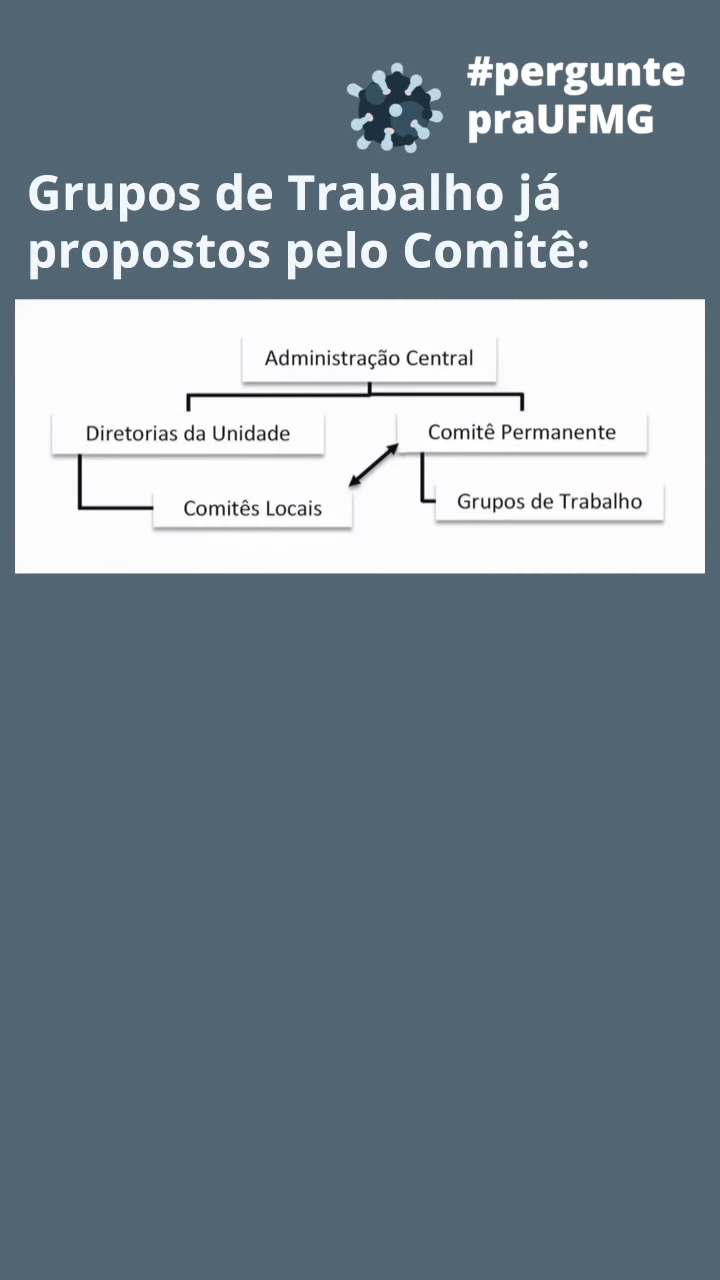 #pergunte
praUFMG
Grupos de Trabalho já
propostos pelo Comitê:
Administração Central
Diretorias da Unidade
Comitê Permanente
Comitês Locais
Grupos de Trabalho